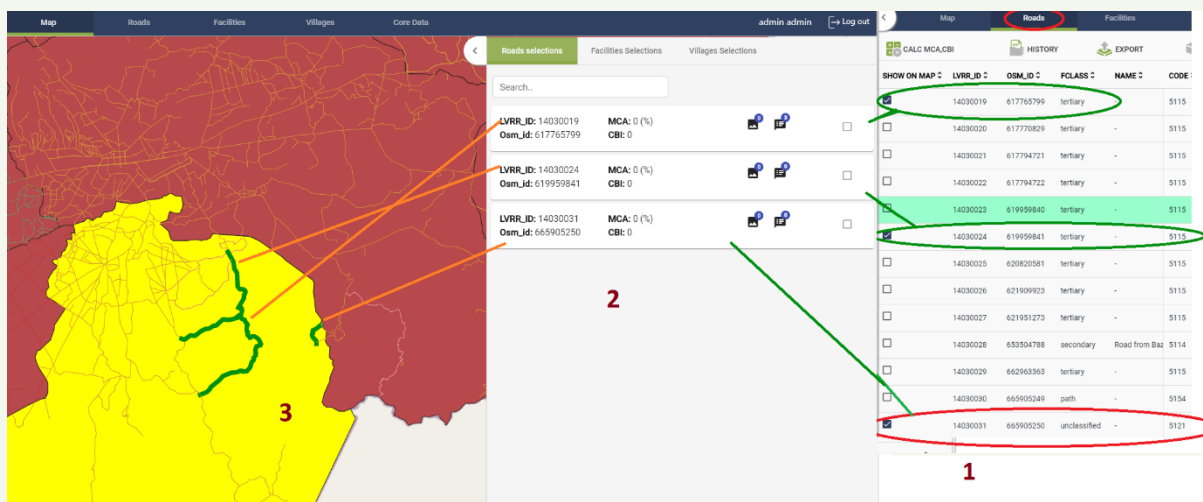 Map Roads Facilities Villages Core Data admin admin Log out
Roads selections Facilities Selections Villages Selections
Search..
LVRR_ID: 14030019 MCA: 0 (%) 0 3
Osm_id: 617765799 CBI: 0
LVRR_ID: 14030024 MCA: 0 (%) 0 0
Osm_id: 619959841 CBI: 0
LVRR_ID: 14030031 MCA: 0 (%) 0 0
Osm_id: 665905250 CBI: 0
2
3
Map Roads Facilities
CALC MCA,CBI HISTORY EXPORT
SHOW ON MAP LVRR_ID OSM_ID FCLASS NAME CODE
14030019 617765799 tertiary - 5115
14030020 617770829 tertiary - 5115
14030021 617794721 tertiary - 5115
14030022 617794722 tertiary - 5115
14030023 619959840 tertiary - 5115
14030024 619959841 tertiary - 5115
14030025 620820581 tertiary - 5115
14030026 621909923 tertiary - 5115
14030027 621951273 tertiary - 5115
14030028 653504788 secondary Road from Baz 5114
14030029 662963363 tertiary - 5115
14030030 665905249 path - 5154
14030031 665905250 unclassified - 5121
1